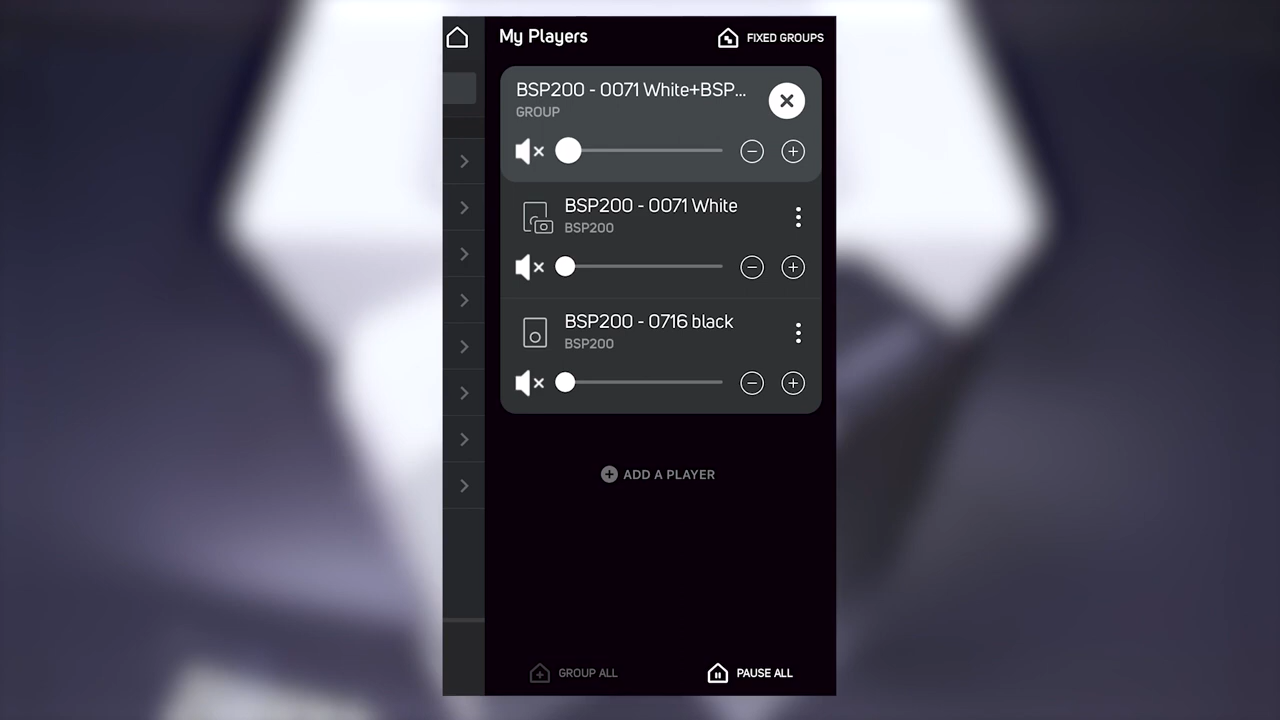 My Players
FIXED GROUPS
BSP200 - 0071 White+BSP...
GROUP
BSP200 - 0071 White
BSP200
BSP200 - 0716 black
BSP200
ADD A PLAYER
GROUP ALL
PAUSE ALL